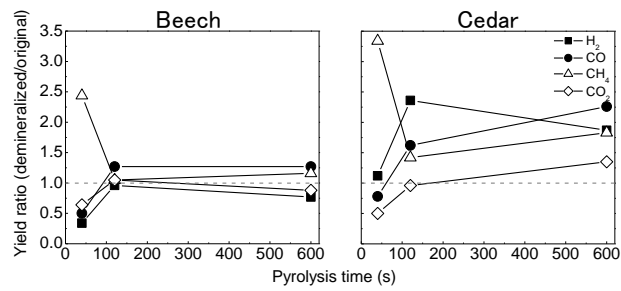 Beech
Cedar
Yield ratio (demineralized/original)
3.5
3.0
2.5
2.0
1.5
1.0
0.5
0.0
H2
CO
CH4
CO2
0 100 200 300 400 500 600
0 100 200 300 400 500 600
Pyrolysis time (s)